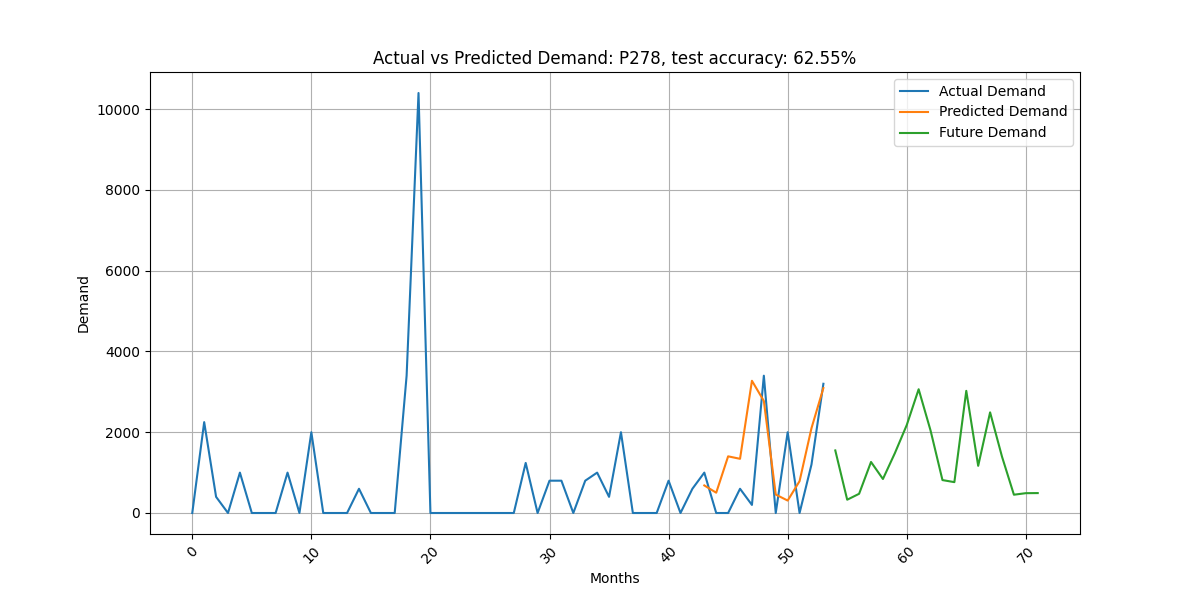 Actual vs Predicted Demand: P278, test accuracy: 62.55%
Actual Demand
Predicted Demand
Future Demand
10000
8000
6000
4000
2000
0
Demand
0
10
20
30
40
50
60
70
Months